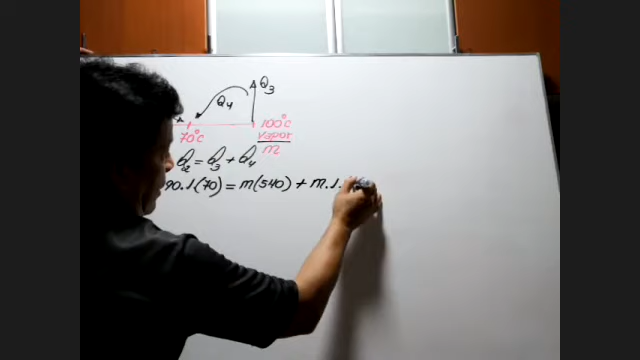 Q3
Q4
70°C
100°C
vapor
m
Q2 = Q3 + Q4
90.1(70) = m(540) + m.1.